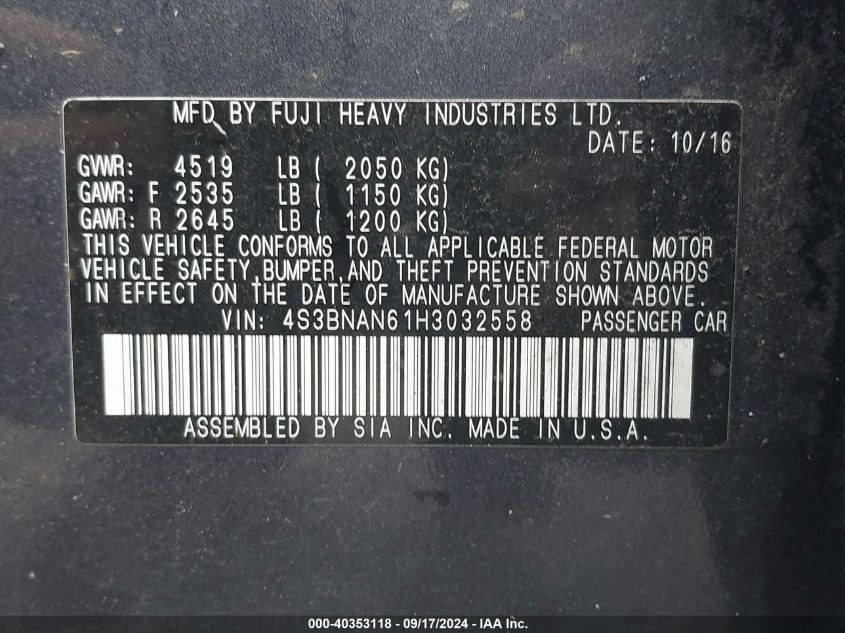 MFD BY FUJI HEAVY INDUSTRIES LTD.
DATE: 10/16
GVWR: 4519 LB ( 2050 KG)
GAWR: F 2535 LB ( 1150 KG)
GAWR: R 2645 LB ( 1200 KG)
THIS VEHICLE CONFORMS TO ALL APPLICABLE FEDERAL MOTOR
VEHICLE SAFETY,BUMPER,AND THEFT PREVENTION STANDARDS
IN EFFECT ON THE DATE OF MANUFACTURE SHOWN ABOVE.
VIN: 4S3BNAN61H3032558 PASSENGER CAR
ASSEMBLED BY SIA INC. MADE IN U.S.A.
000-40353118 - 09/17/2024 - IAA Inc.